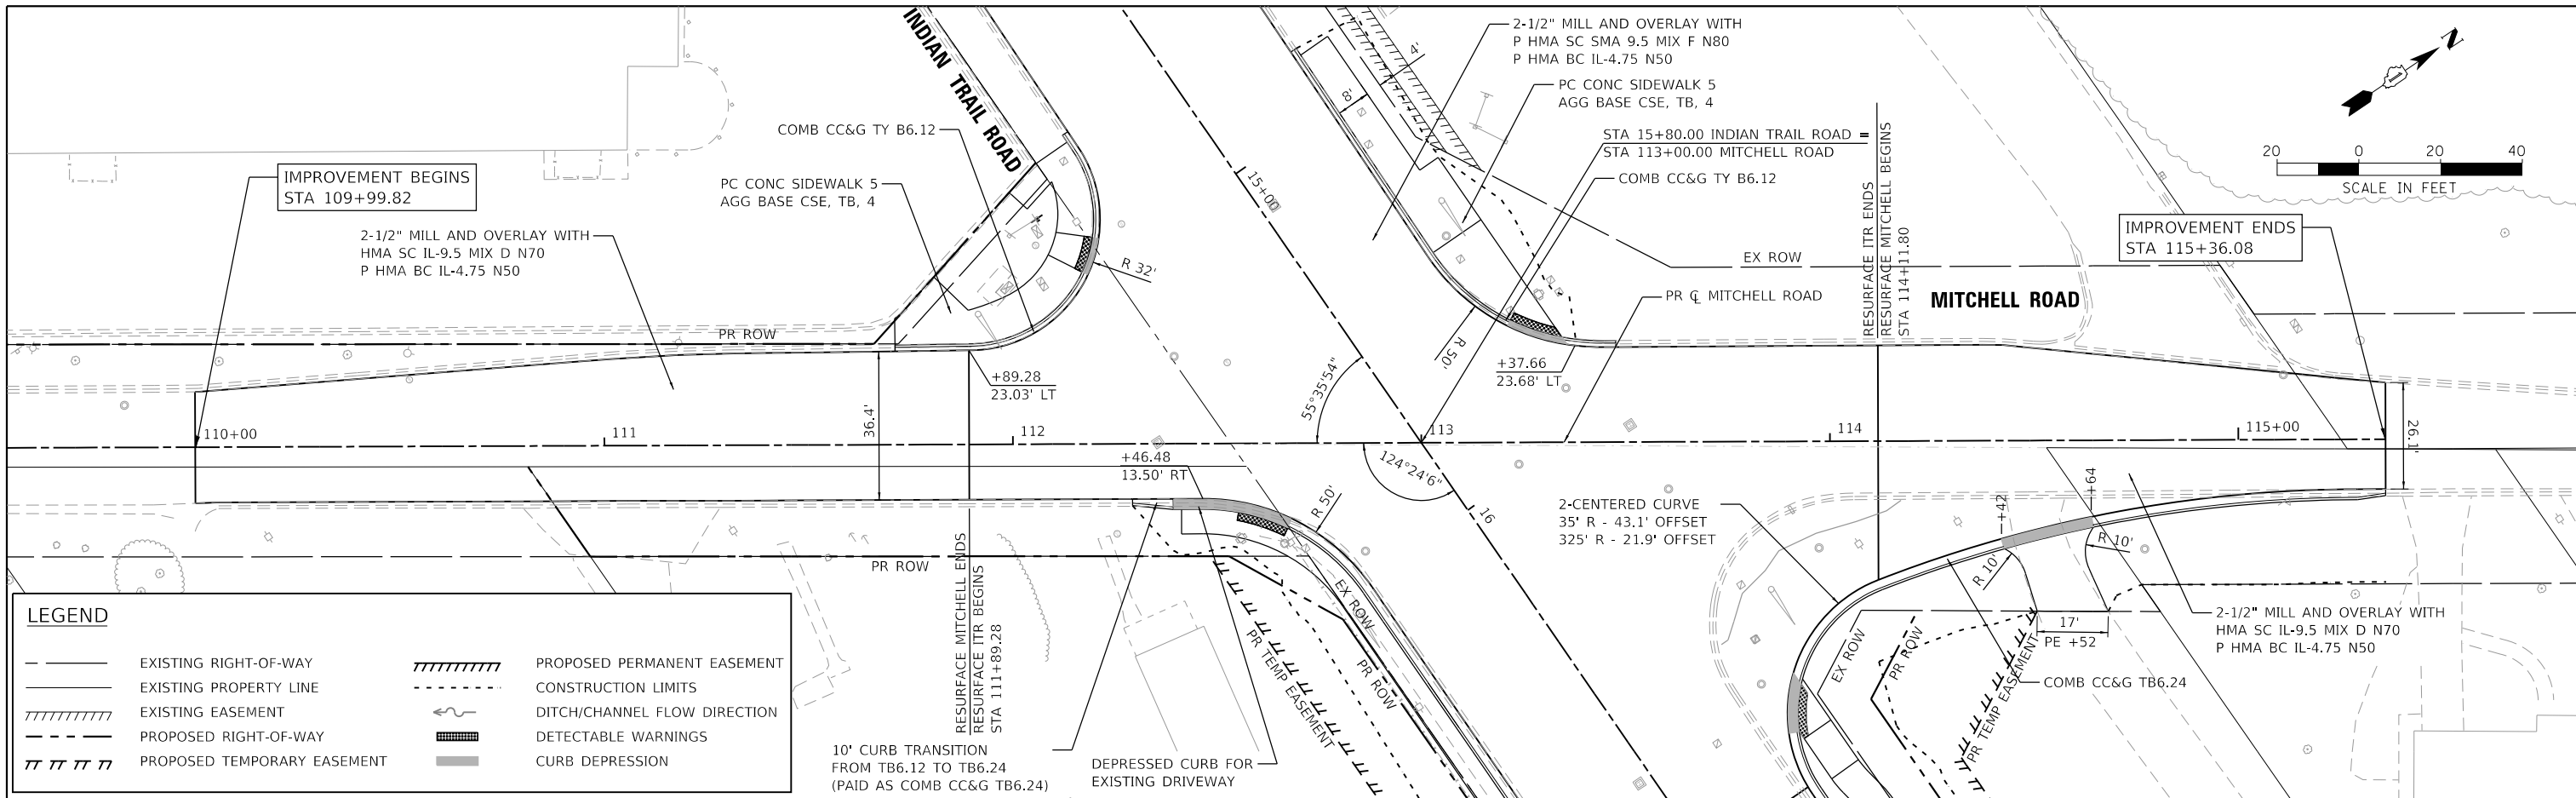 INDIAN TRAIL ROAD
2-1/2" MILL AND OVERLAY WITH
P HMA SC SMA 9.5 MIX F N80
P HMA BC IL-4.75 N50
4'
8'
PC CONC SIDEWALK 5
AGG BASE CSE, TB, 4
N
20 0 20 40
SCALE IN FEET
COMB CC&G TY B6.12
STA 15+80.00 INDIAN TRAIL ROAD =
STA 113+00.00 MITCHELL ROAD
COMB CC&G TY B6.12
IMPROVEMENT BEGINS
STA 109+99.82
PC CONC SIDEWALK 5
AGG BASE CSE, TB, 4
15+00
RESURFACE ITR ENDS
RESURFACE MITCHELL BEGINS
STA 114+11.80
IMPROVEMENT ENDS
STA 115+36.08
2-1/2" MILL AND OVERLAY WITH
HMA SC IL-9.5 MIX D N70
P HMA BC IL-4.75 N50
R 32'
EX ROW
PR ℄ MITCHELL ROAD
MITCHELL ROAD
PR ROW
R 50'
+37.66
23.68' LT
+89.28
23.03' LT
55°35'54"
36.4'
110+00
111
112
113
114
115+00
26.1'
+46.48
13.50' RT
124°24'6"
16
R 50'
2-CENTERED CURVE
35' R - 43.1' OFFSET
325' R - 21.9' OFFSET
+42
+64
R 10'
R 10'
PR ROW
RESURFACE MITCHELL ENDS
RESURFACE ITR BEGINS
STA 111+89.28
EX ROW
PR TEMP EASEMENT
PR ROW
EX ROW
PR ROW
PR TEMP EASEMENT
17'
PE +52
2-1/2" MILL AND OVERLAY WITH
HMA SC IL-9.5 MIX D N70
P HMA BC IL-4.75 N50
COMB CC&G TB6.24
10' CURB TRANSITION
FROM TB6.12 TO TB6.24
(PAID AS COMB CC&G TB6.24)
DEPRESSED CURB FOR
EXISTING DRIVEWAY
LEGEND
EXISTING RIGHT-OF-WAY
EXISTING PROPERTY LINE
EXISTING EASEMENT
PROPOSED RIGHT-OF-WAY
PROPOSED TEMPORARY EASEMENT
PROPOSED PERMANENT EASEMENT
CONSTRUCTION LIMITS
DITCH/CHANNEL FLOW DIRECTION
DETECTABLE WARNINGS
CURB DEPRESSION